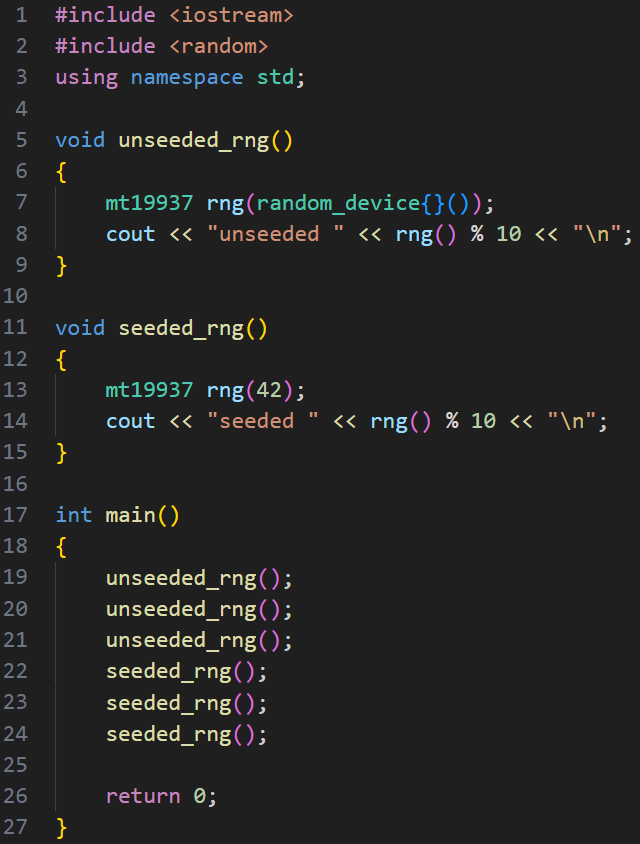 1 #include <iostream>
2 #include <random>
3 using namespace std;
4
5 void unseeded_rng()
6 {
7     mt19937 rng(random_device{}());
8     cout << "unseeded " << rng() % 10 << "\n";
9 }
10
11 void seeded_rng()
12 {
13     mt19937 rng(42);
14     cout << "seeded " << rng() % 10 << "\n";
15 }
16
17 int main()
18 {
19     unseeded_rng();
20     unseeded_rng();
21     unseeded_rng();
22     seeded_rng();
23     seeded_rng();
24     seeded_rng();
25
26     return 0;
27 }